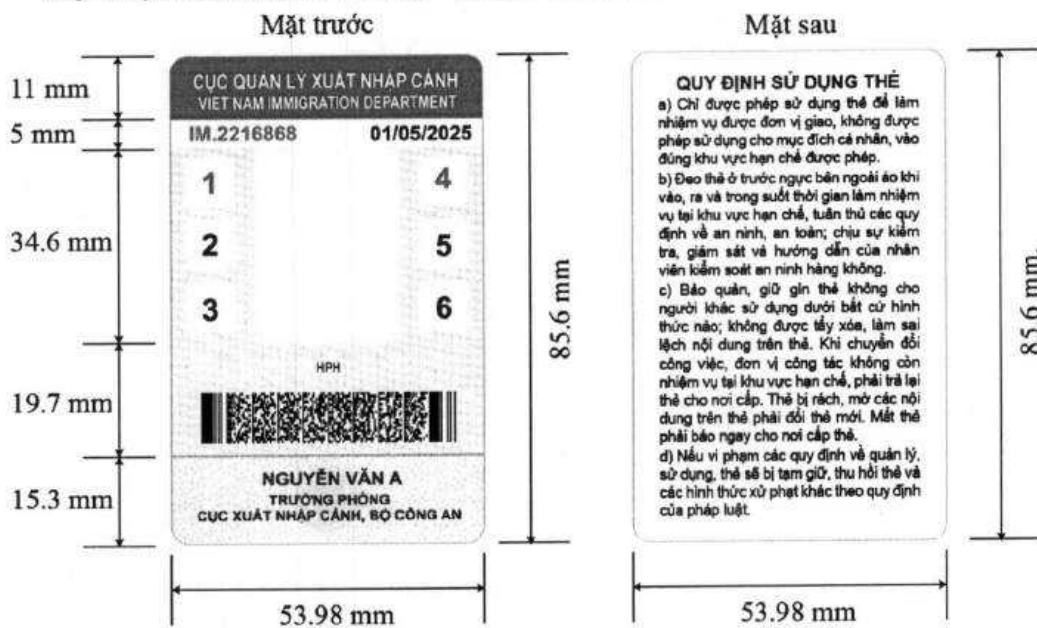 Mặt trước
Mặt sau
11 mm
5 mm
34.6 mm
19.7 mm
15.3 mm
CỤC QUẢN LÝ XUẤT NHẬP CẢNH
VIET NAM IMMIGRATION DEPARTMENT
IM.2216868 01/05/2025
1 4
2 5
3 6
HPH
NGUYỄN VĂN A
TRƯỞNG PHÒNG
CỤC XUẤT NHẬP CẢNH, BỘ CÔNG AN
85.6 mm
53.98 mm
QUY ĐỊNH SỬ DỤNG THẺ
a) Chỉ được phép sử dụng thẻ để làm
nhiệm vụ được đơn vị giao, không được
phép sử dụng cho mục đích cá nhân, vào
đúng khu vực hạn chế được phép.
b) Đeo thẻ ở trước ngực bên ngoài áo khi
vào, ra và trong suốt thời gian làm nhiệm
vụ tại khu vực hạn chế, tuân thủ các quy
định về an ninh, an toàn; chịu sự kiểm
tra, giám sát và hướng dẫn của nhân
viên kiểm soát an ninh hàng không.
c) Bảo quản, giữ gìn thẻ không cho
người khác sử dụng dưới bất cứ hình
thức nào; không được tẩy xóa, làm sai
lệch nội dung trên thẻ. Khi chuyển đổi
công việc, đơn vị công tác không còn
nhiệm vụ tại khu vực hạn chế, phải trả lại
thẻ cho nơi cấp. Thẻ bị rách, mờ các nội
dung trên thẻ phải đổi thẻ mới. Mất thẻ
phải báo ngay cho nơi cấp thẻ.
d) Nếu vi phạm các quy định về quản lý,
sử dụng, thẻ sẽ bị tạm giữ, thu hồi thẻ và
các hình thức xử phạt khác theo quy định
của pháp luật.
85.6 mm
53.98 mm